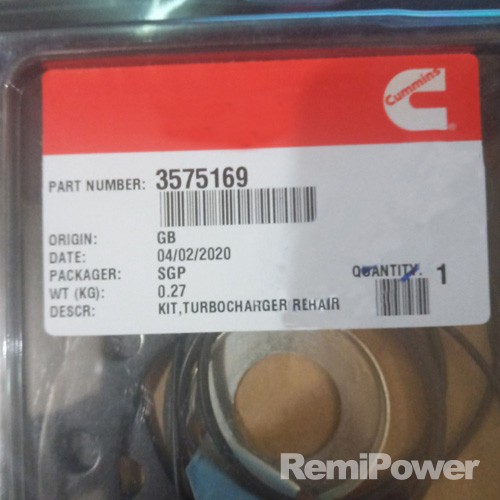 Cummins
PART NUMBER: 3575169
ORIGIN: GB
DATE: 04/02/2020
PACKAGER: SGP
QUANTITY: 1
WT (KG): 0.27
DESCR: KIT,TURBOCHARGER REHAIR
RemiPower